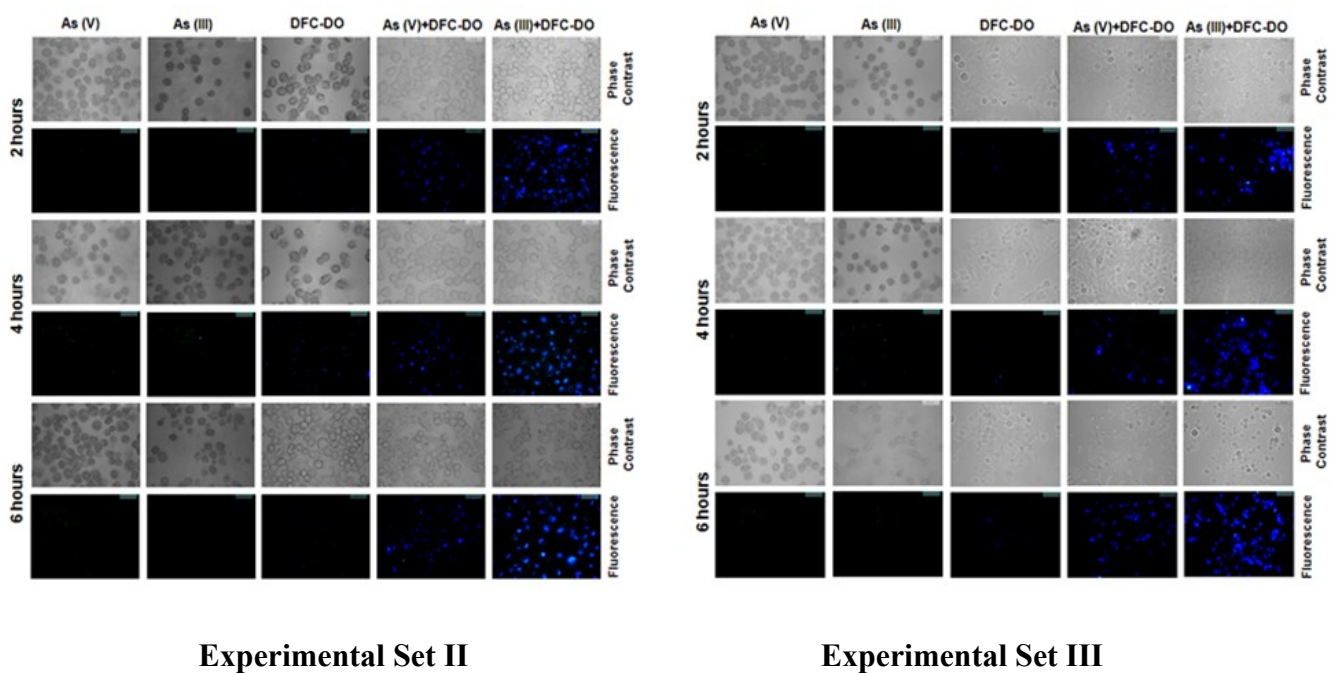 As (V) As (III) DFC-DO As (V)+DFC-DO As (III)+DFC-DO
2 hours
Phase Contrast
Fluorescence
4 hours
Phase Contrast
Fluorescence
6 hours
Phase Contrast
Fluorescence
Experimental Set II
As (V) As (III) DFC-DO As (V)+DFC-DO As (III)+DFC-DO
2 hours
Phase Contrast
Fluorescence
4 hours
Phase Contrast
Fluorescence
6 hours
Phase Contrast
Fluorescence
Experimental Set III